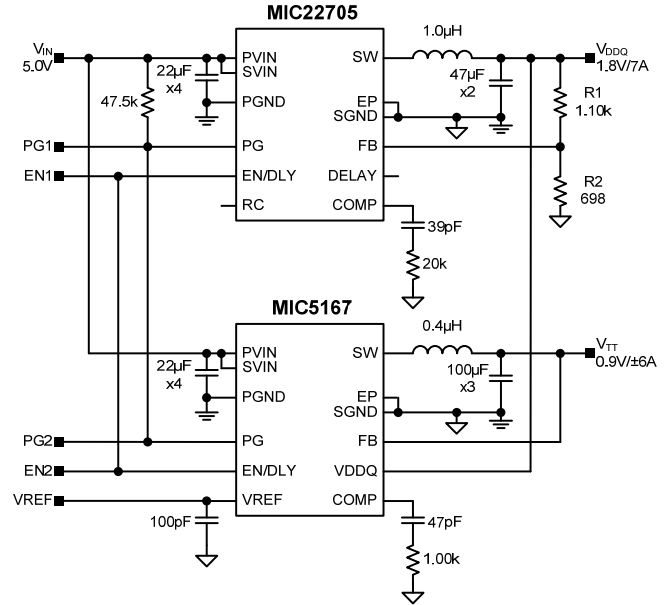 MIC22705
VIN
5.0V
47.5k
22µF
x4
PVIN
SVIN
PGND
PG
EN/DLY
RC
SW
EP
SGND
FB
DELAY
COMP
1.0µH
47µF
x2
VDDQ
1.8V/7A
R1
1.10k
R2
698
PG1
EN1
39pF
20k
MIC5167
22µF
x4
PVIN
SVIN
PGND
PG
EN/DLY
VREF
SW
EP
SGND
FB
VDDQ
COMP
0.4µH
100µF
x3
VTT
0.9V/±6A
PG2
EN2
VREF
100pF
47pF
1.00k